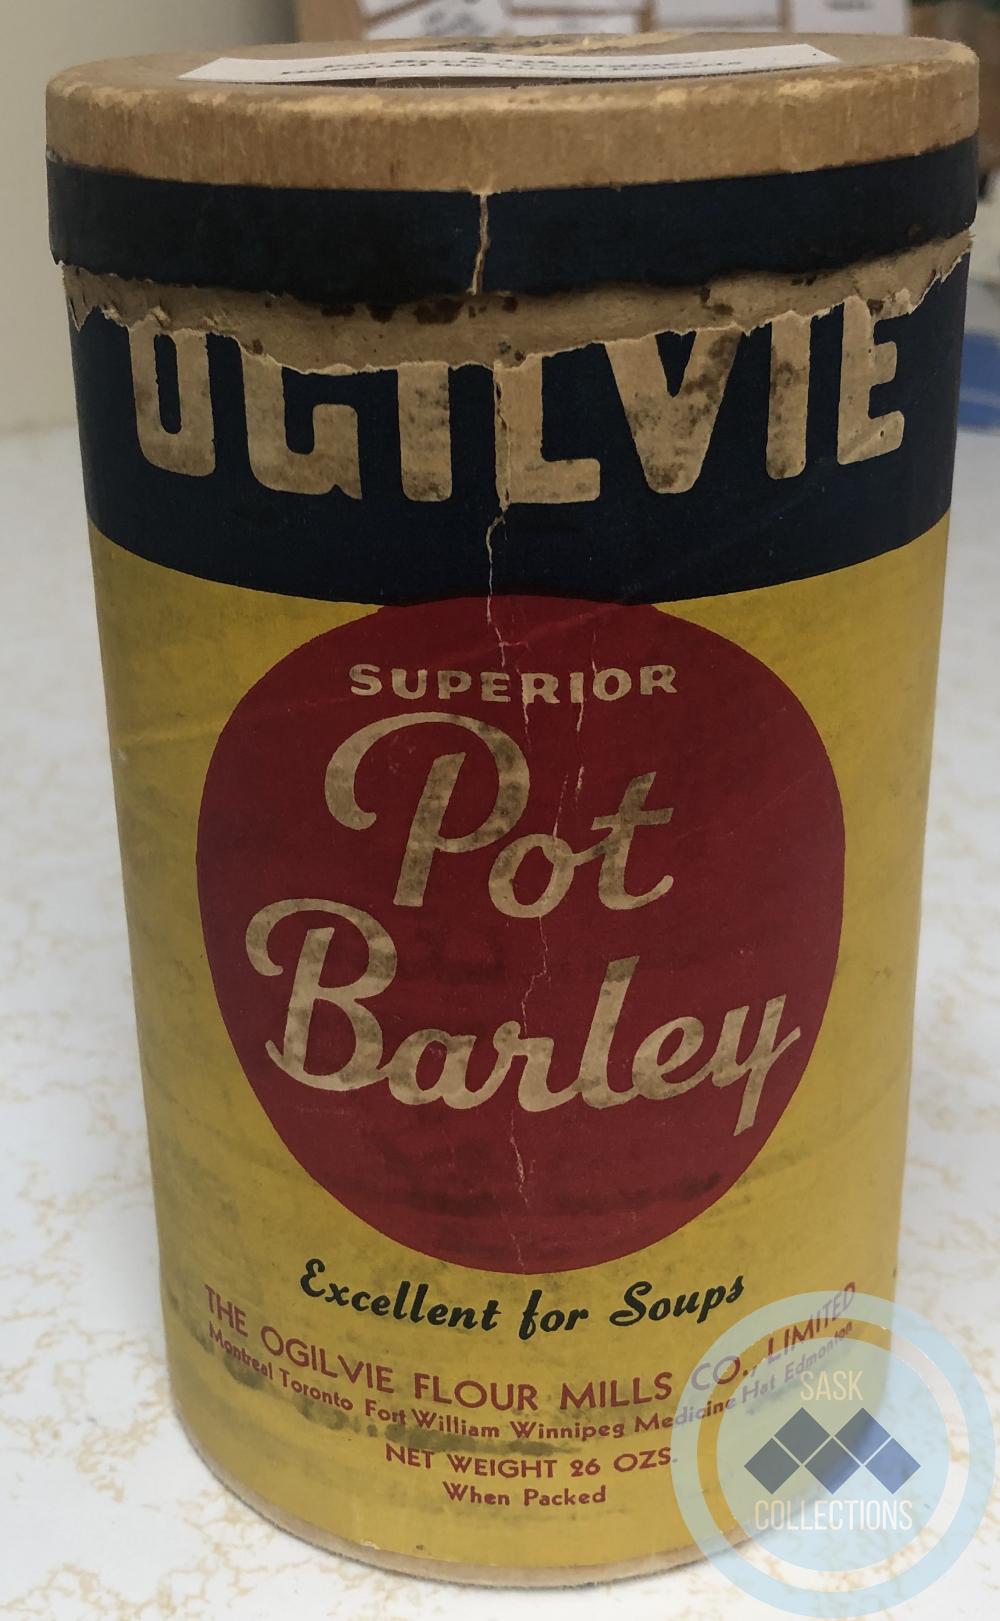 OGILVIE
SUPERIOR
Pot
Barley
Excellent for Soups
THE OGILVIE FLOUR MILLS CO., LIMITED
Montreal Toronto Fort William Winnipeg Medicine Hat Edmonton
NET WEIGHT 26 OZS.
When Packed
SASK
COLLECTIONS